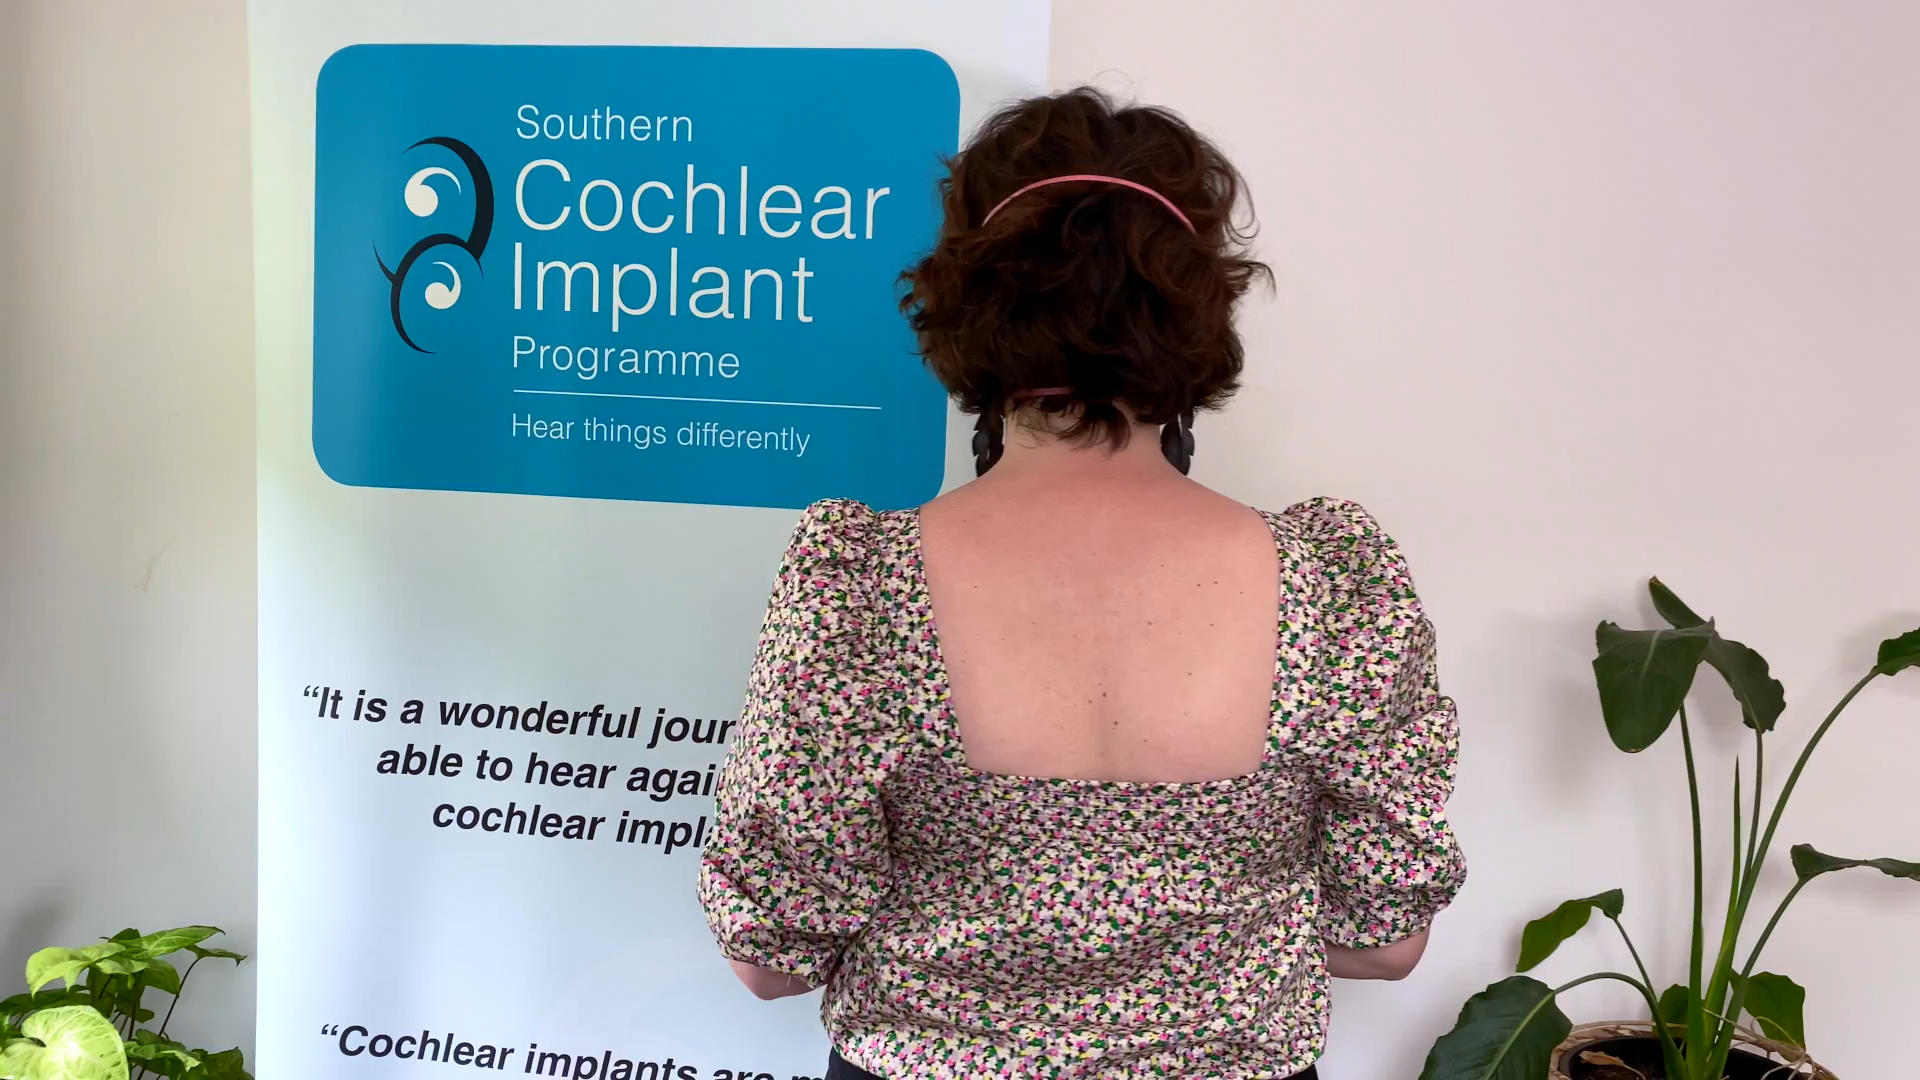 Southern
Cochlear
Implant
Programme
Hear things differently
“It is a wonderful jour
able to hear agai
cochlear impl
“Cochlear implants are